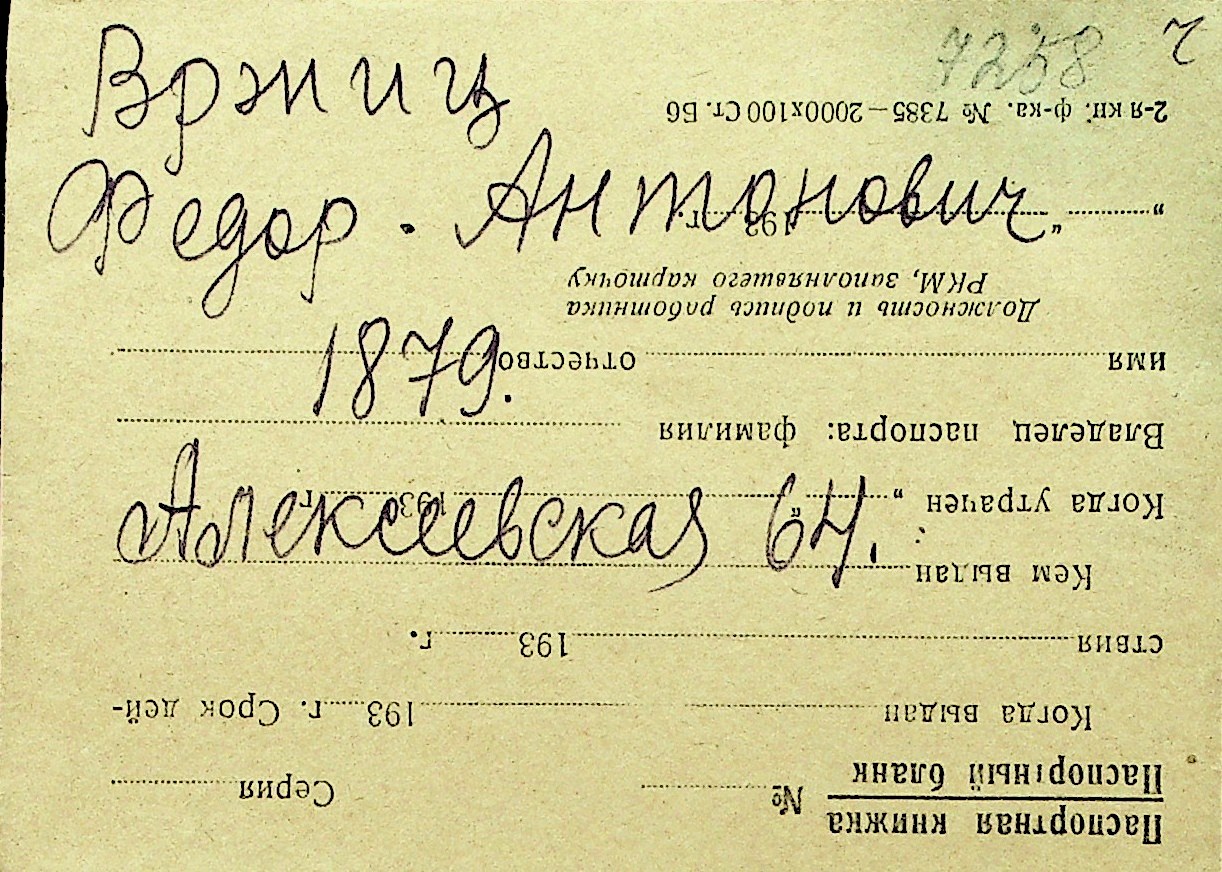 7258
Вржиц
Федор. Антонович
1879.
Алексеевская 64.
Паспортная книжка
Паспортный бланк
№ Серия
Когда выдан 193 г. Срок дей-
ствия 193 г.
Кем выдан
Когда утрачен „ “ 193 г.
Владелец паспорта: фамилия
имя отчество
Должность и подпись работника
РКМ, заполнявшего карточку
„ “ 193 г.
2-я кн. ф-ка. № 7385—2000х100 Ст. Б6